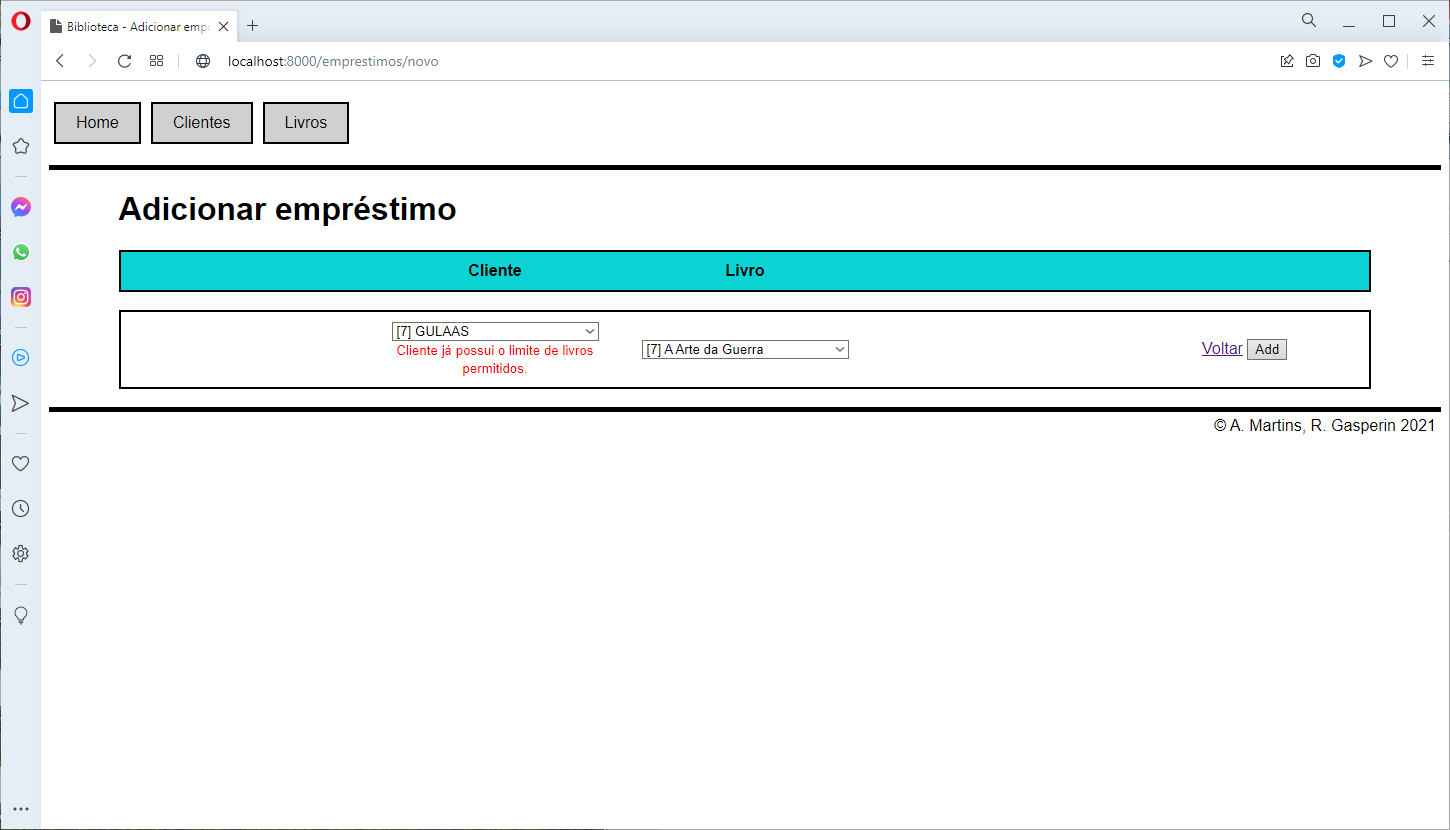 Biblioteca - Adicionar emp
localhost:8000/emprestimos/novo
Home Clientes Livros
Adicionar empréstimo
Cliente Livro
[7] GULAAS
Cliente já possui o limite de livros
permitidos.
[7] A Arte da Guerra
Voltar Add
© A. Martins, R. Gasperin 2021